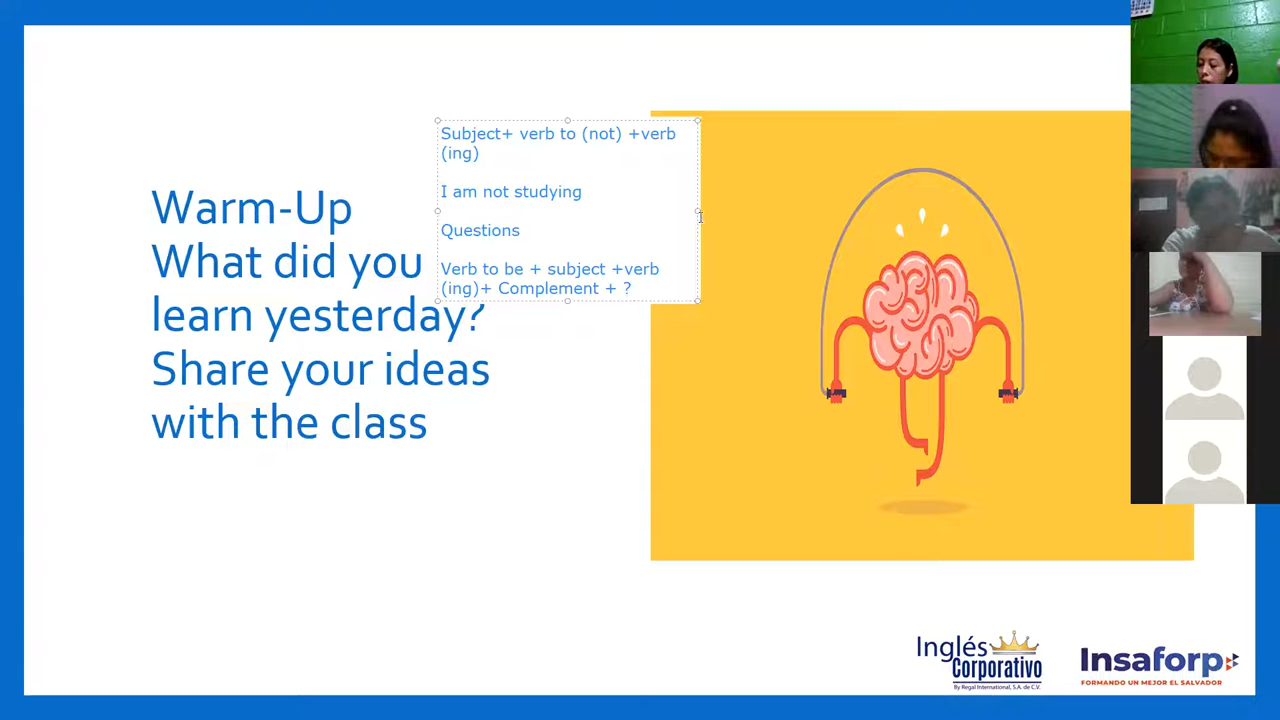 Warm-Up
What did you
learn yesterday?
Share your ideas
with the class
Subject+ verb to (not) +verb
(ing)
I am not studying
Questions
Verb to be + subject +verb
(ing)+ Complement + ?
Inglés
Corporativo
By Regal International, S.A. de C.V.
Insaforp
FORMANDO UN MEJOR EL SALVADOR